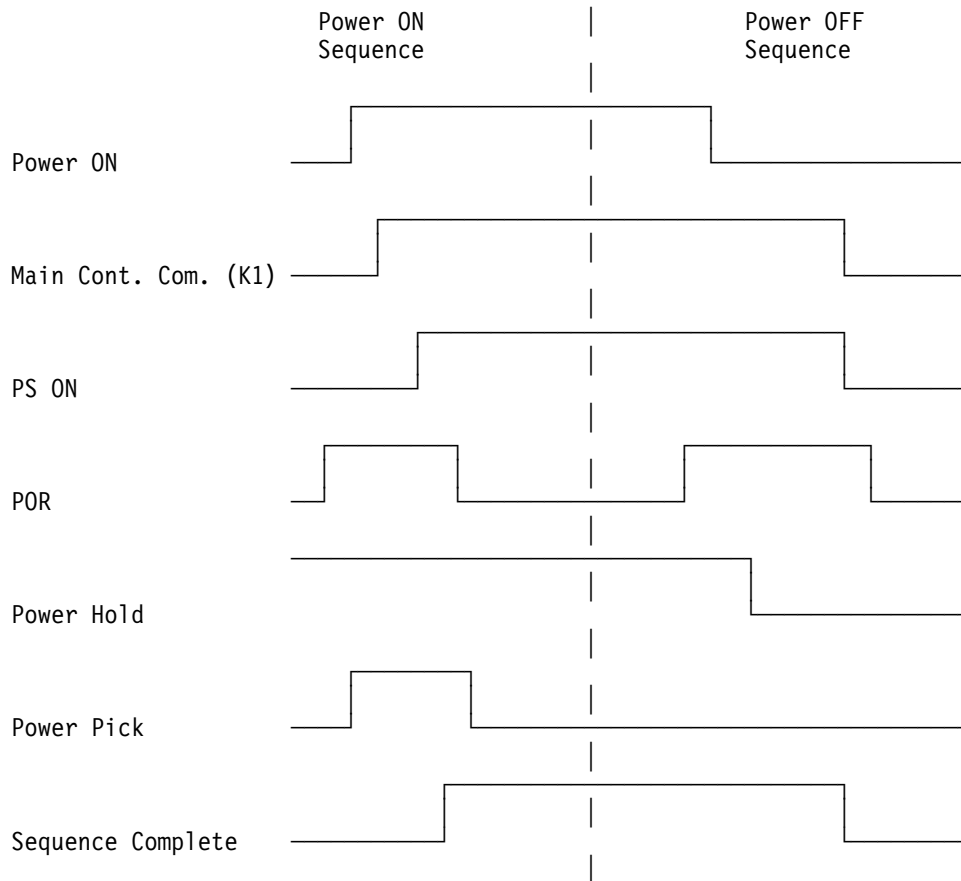 Power ON
Sequence
Power OFF
Sequence
Power ON
Main Cont. Com. (K1)
PS ON
POR
Power Hold
Power Pick
Sequence Complete